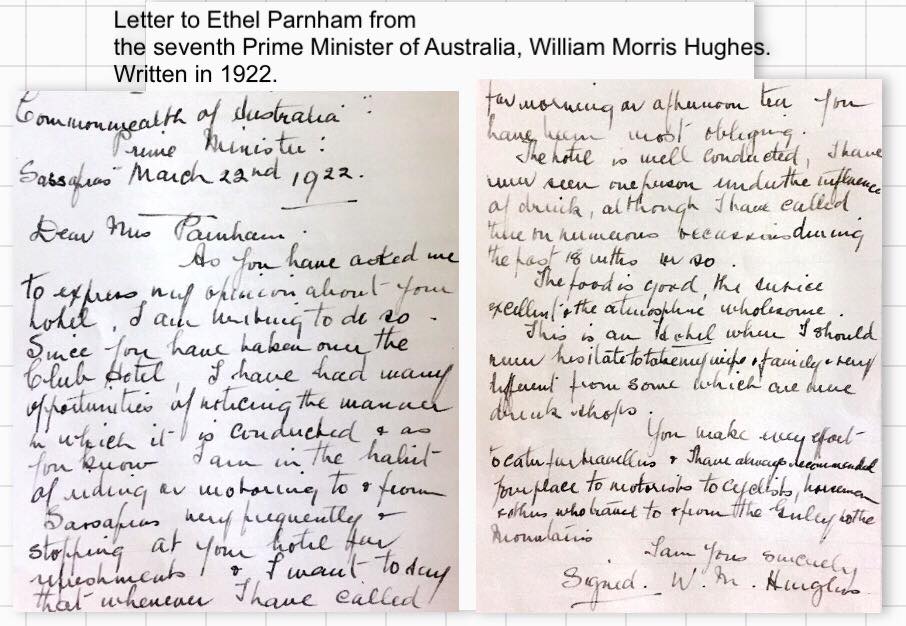 Letter to Ethel Parnham from
the seventh Prime Minister of Australia, William Morris Hughes.
Written in 1922.
Commonwealth of Australia
Prime Minister:
Sassafras March 22nd 1922.
Dear Mrs Parnham.
As you have asked me
to express my opinion about your
hotel, I am writing to do so.
Since you have taken over the
Club Hotel, I have had many
opportunities of noticing the manner
in which it is conducted & as
you know I am in the habit
of riding or motoring to & from
Sassafras very frequently &
stopping at your hotel for
refreshments & I want to say
that whenever I have called
for morning or afternoon tea you
have been most obliging.
The hotel is well conducted, I have
never seen one person under the influence
of drink, although I have called
there on numerous occassions during
the past 18 mths or so.
The food is good, the service
excellent & the atmosphere wholesome.
This is an Hotel where I should
never hesitate to take my wife & family & very
different from some which are mere
drink shops.
You make every effort
to cater for travellers & I have always recommended
your place to motorists to cyclists, horseman
& others who travel to & from the Gully to the
Mountains
I am Yours sincerely
Signed. W. M. Hughes